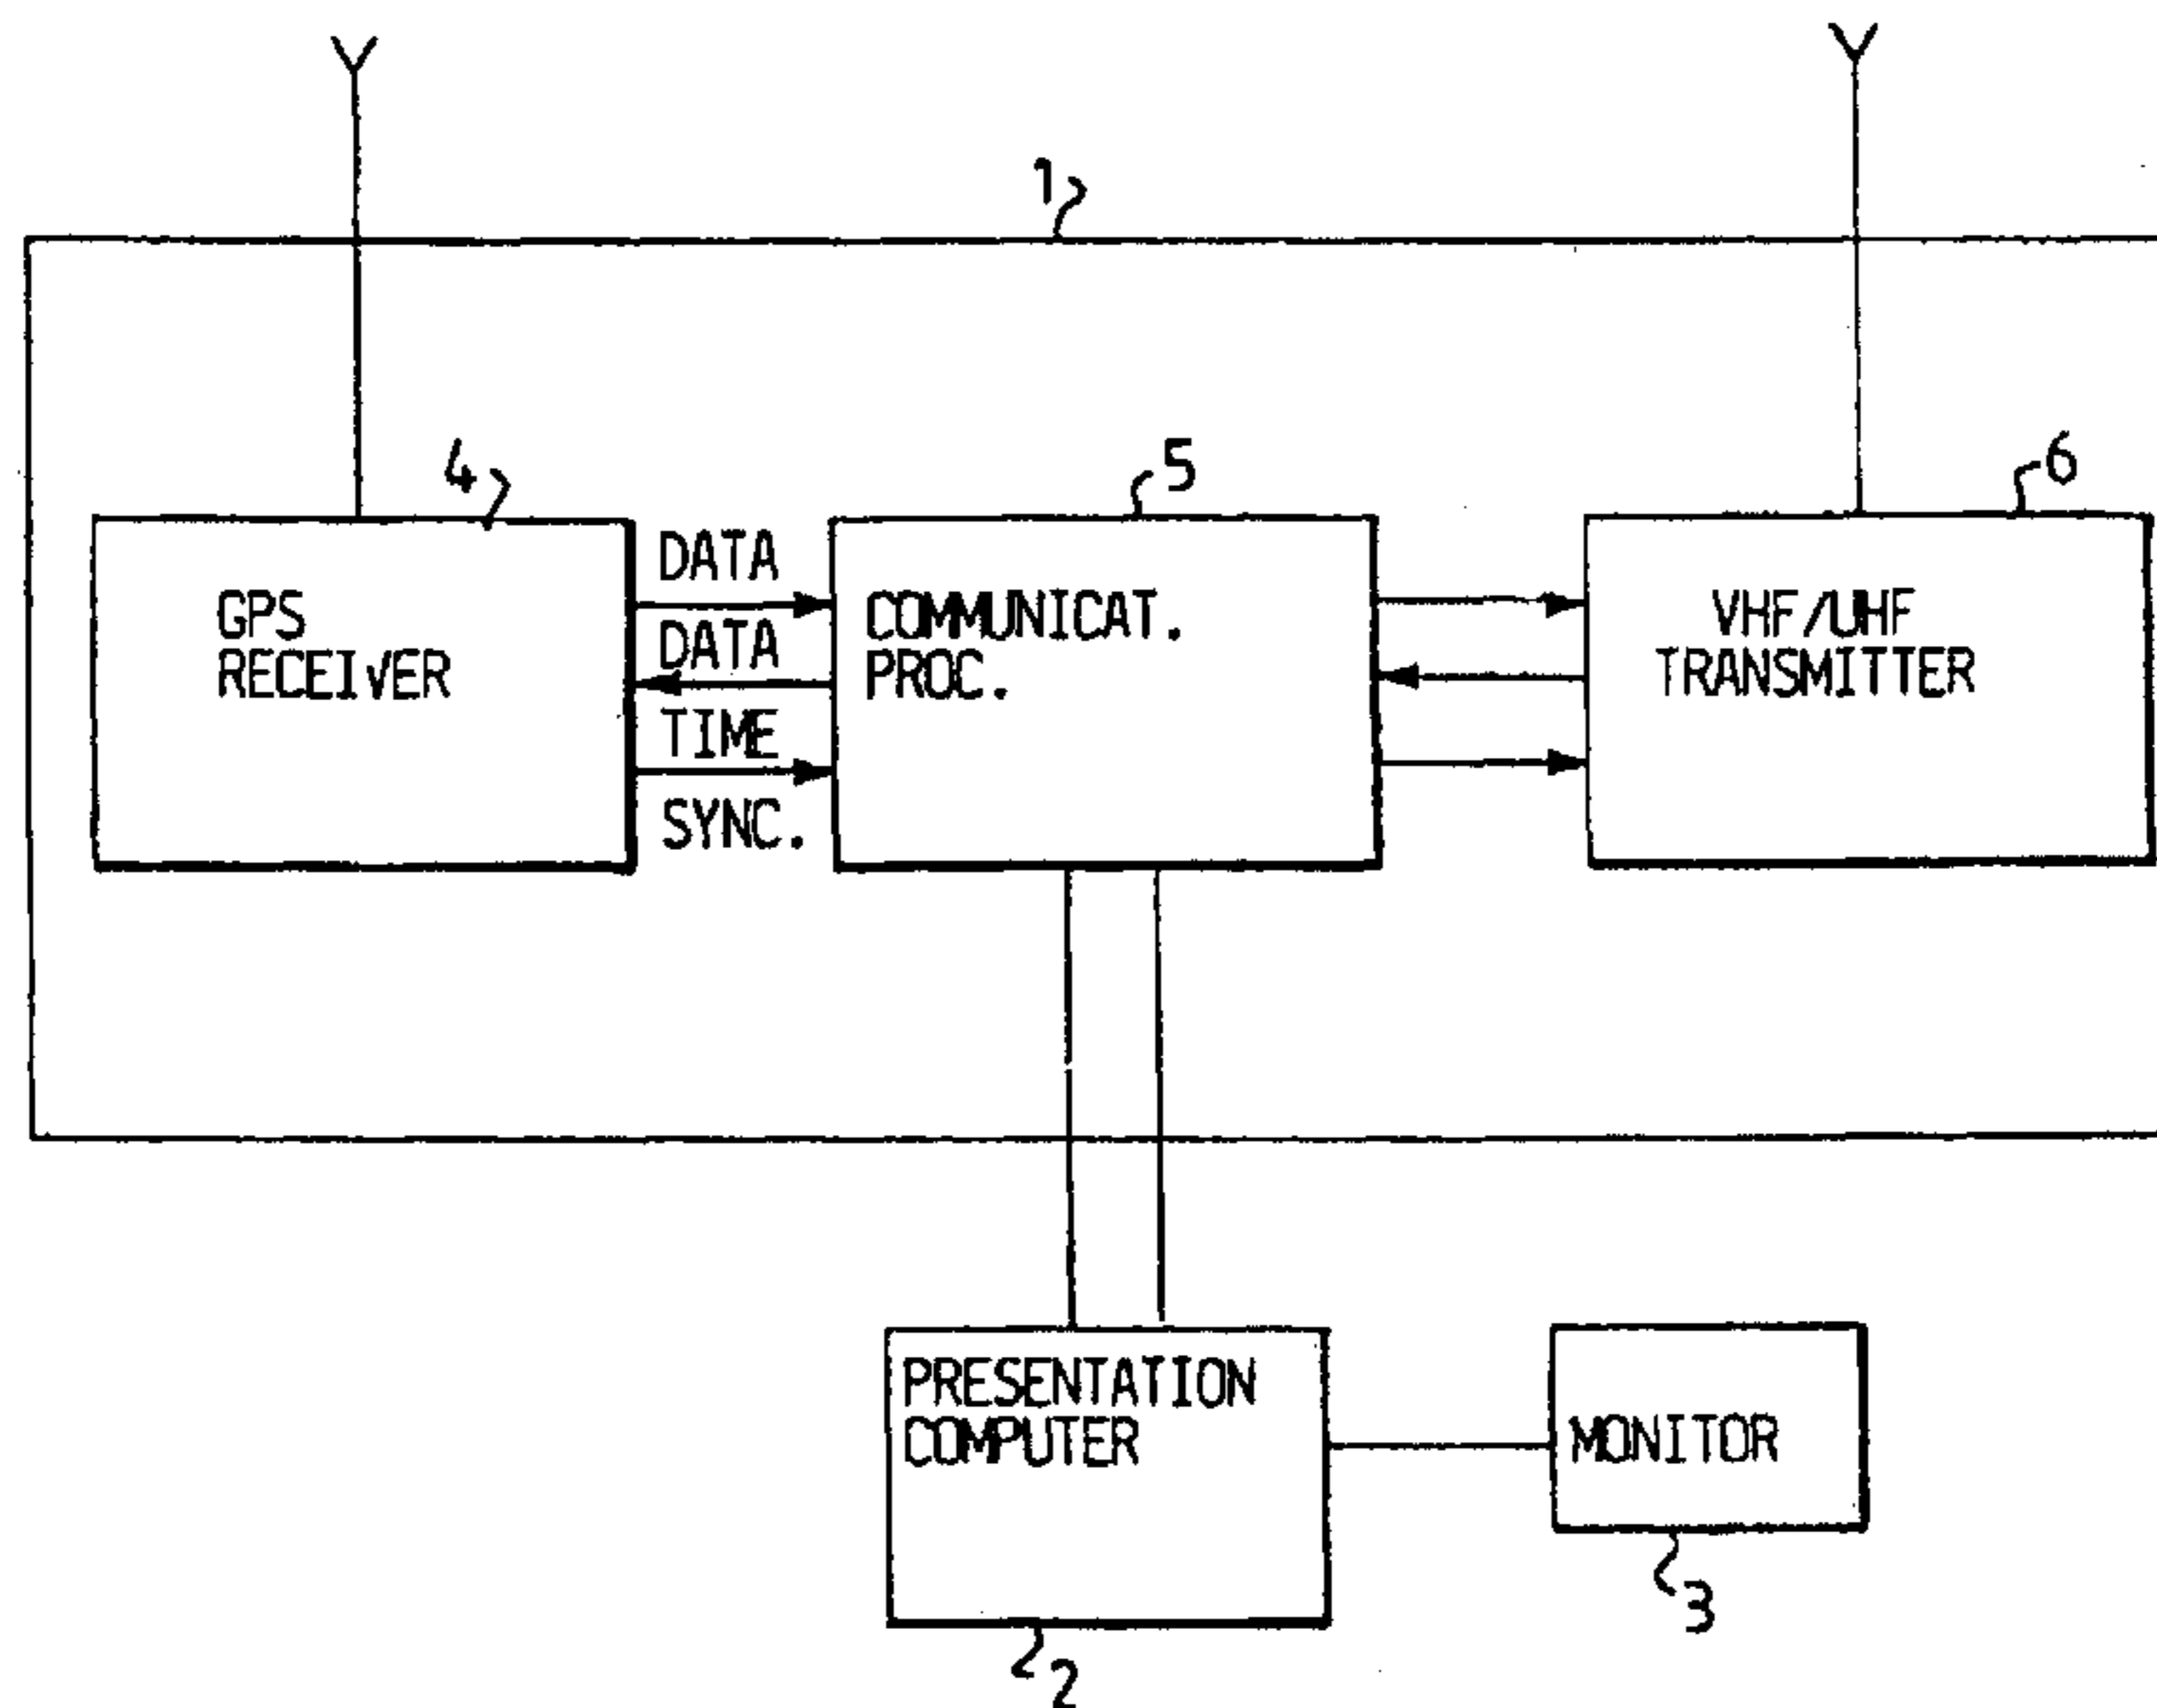 1
4
5
6
DATA
GPS
RECEIVER
DATA
TIME
SYNC.
COMMUNICAT.
PROC.
VHF/UHF
TRANSMITTER
PRESENTATION
COMPUTER
MONITOR
3
2